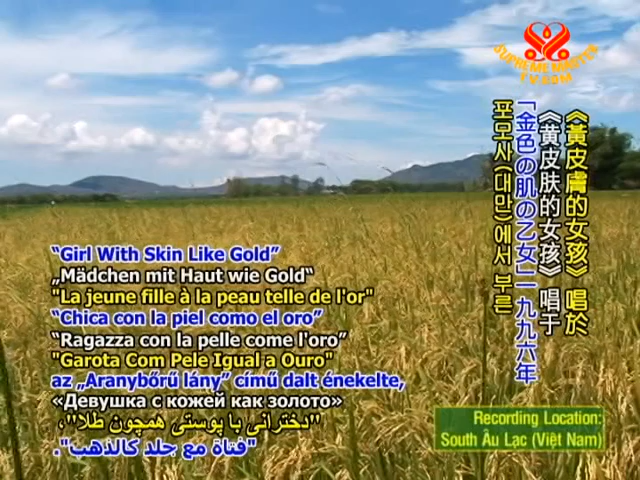 SUPREME MASTER
TV.COM
《黃皮膚的女孩》 唱於
《黄皮肤的女孩》 唱于
「金色の肌の乙女」一九九六年
포모사(대만)에서 부른
“Girl With Skin Like Gold”
„Mädchen mit Haut wie Gold“
"La jeune fille à la peau telle de l'or"
“Chica con la piel como el oro”
“Ragazza con la pelle come l'oro”
"Garota Com Pele Igual a Ouro"
az „Aranybőrű lány” című dalt énekelte,
«Девушка с кожей как золото»
"دخترانی با پوستی همچون طلا"،
"فتاة مع جلد كالذهب".
Recording Location:
South Âu Lạc (Việt Nam)